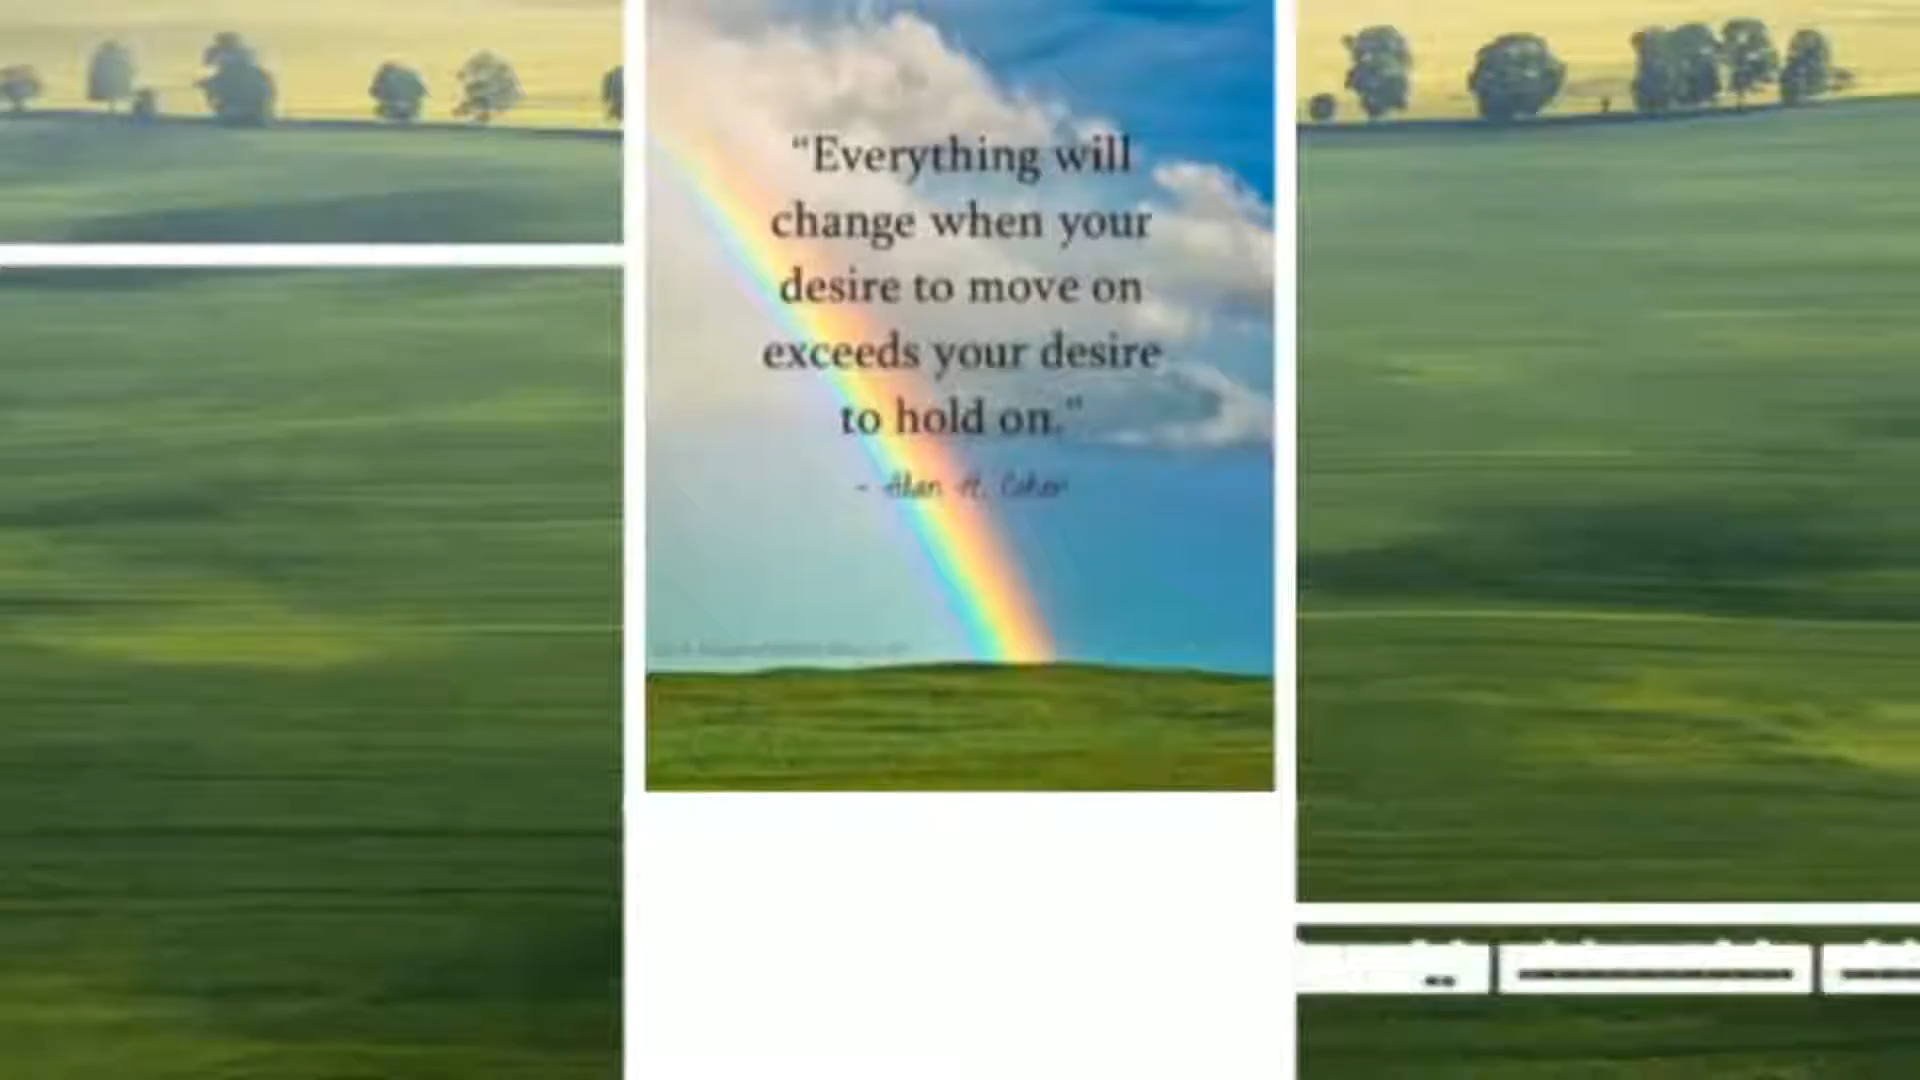 “Everything will
change when your
desire to move on
exceeds your desire
to hold on.”
- Alan H. Cohen